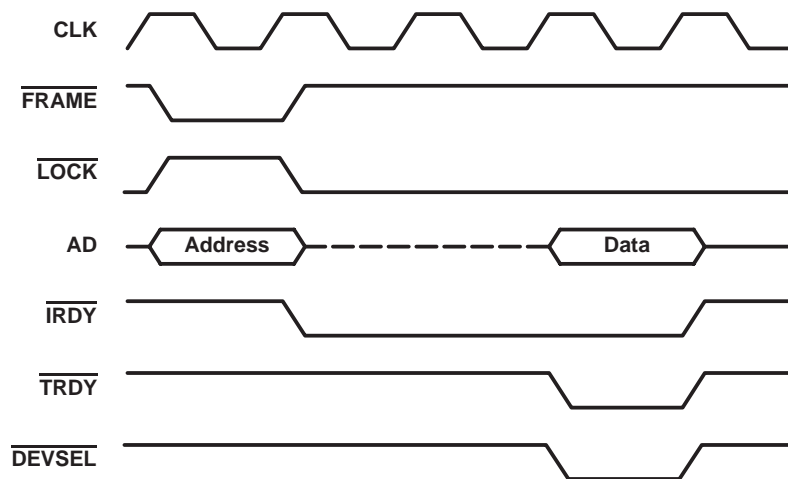 CLK
FRAME
LOCK
AD Address Data
IRDY
TRDY
DEVSEL